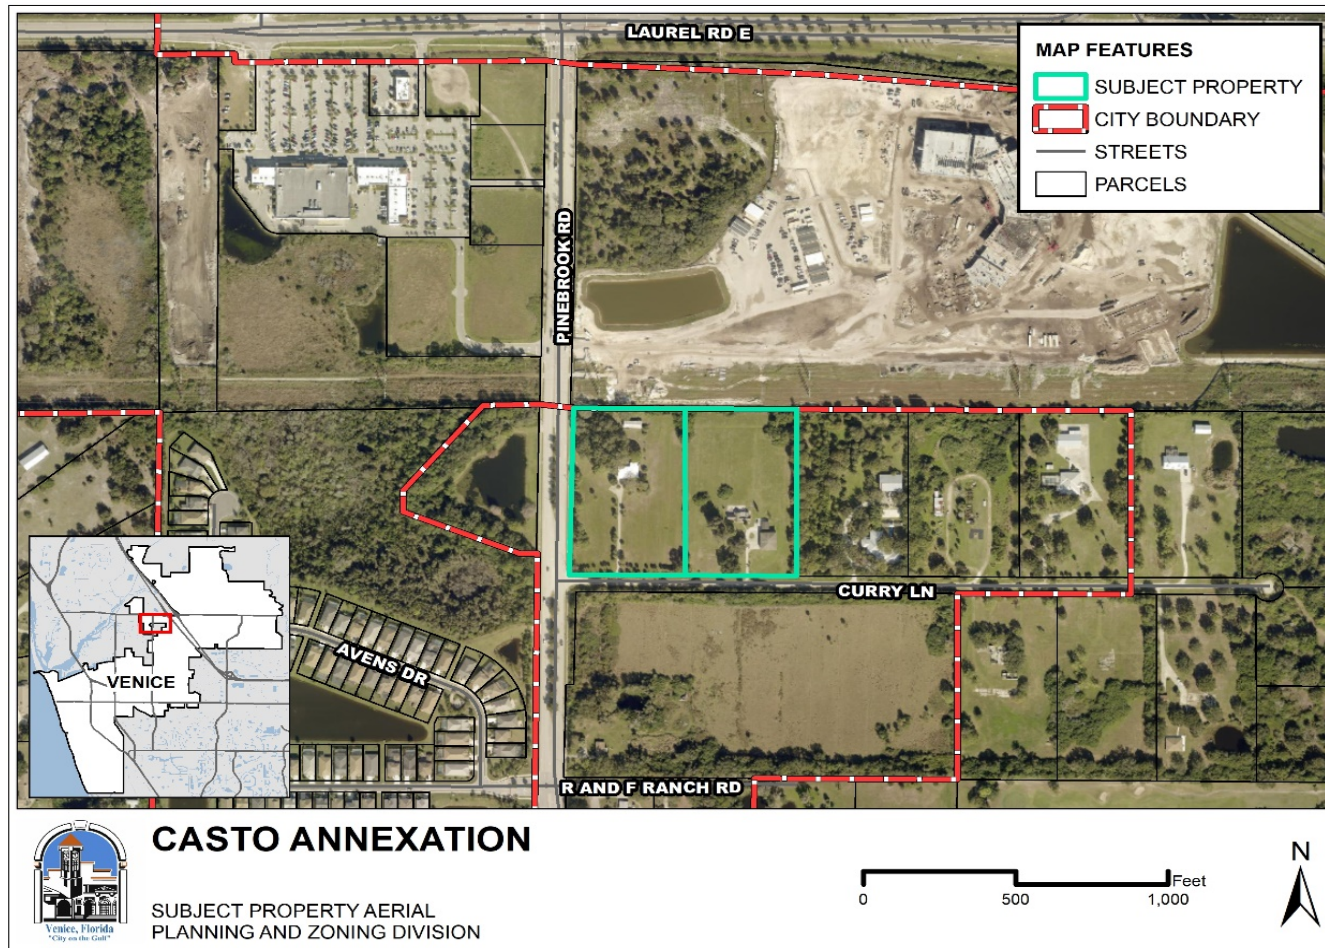 LAUREL RD E
MAP FEATURES
SUBJECT PROPERTY
CITY BOUNDARY
STREETS
PARCELS
PINEBROOK RD
CURRY LN
AVENS DR
VENICE
R AND F RANCH RD
CASTO ANNEXATION
SUBJECT PROPERTY AERIAL
PLANNING AND ZONING DIVISION
Venice, Florida
"City on the Gulf"
Feet
0 500 1,000
N